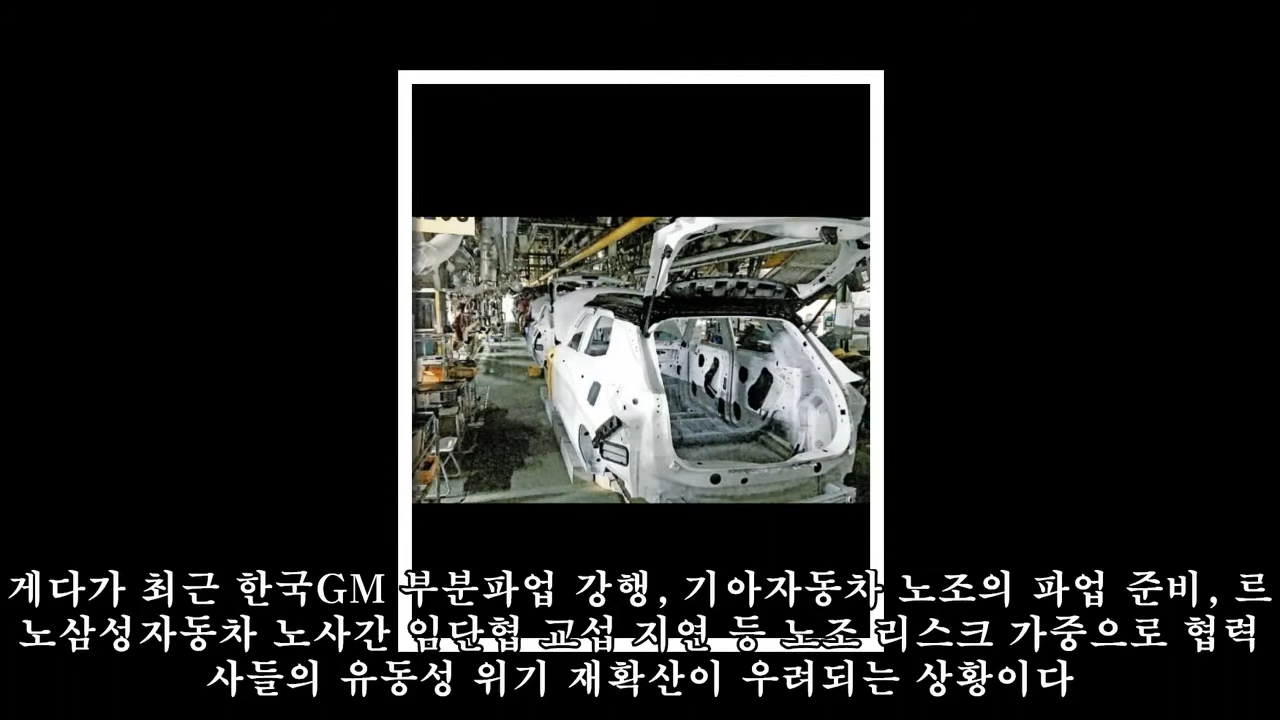 게다가 최근 한국GM 부분파업 강행, 기아자동차 노조의 파업 준비, 르
노삼성자동차 노사간 임단협 교섭 지연 등 노조 리스크 가중으로 협력
사들의 유동성 위기 재확산이 우려되는 상황이다